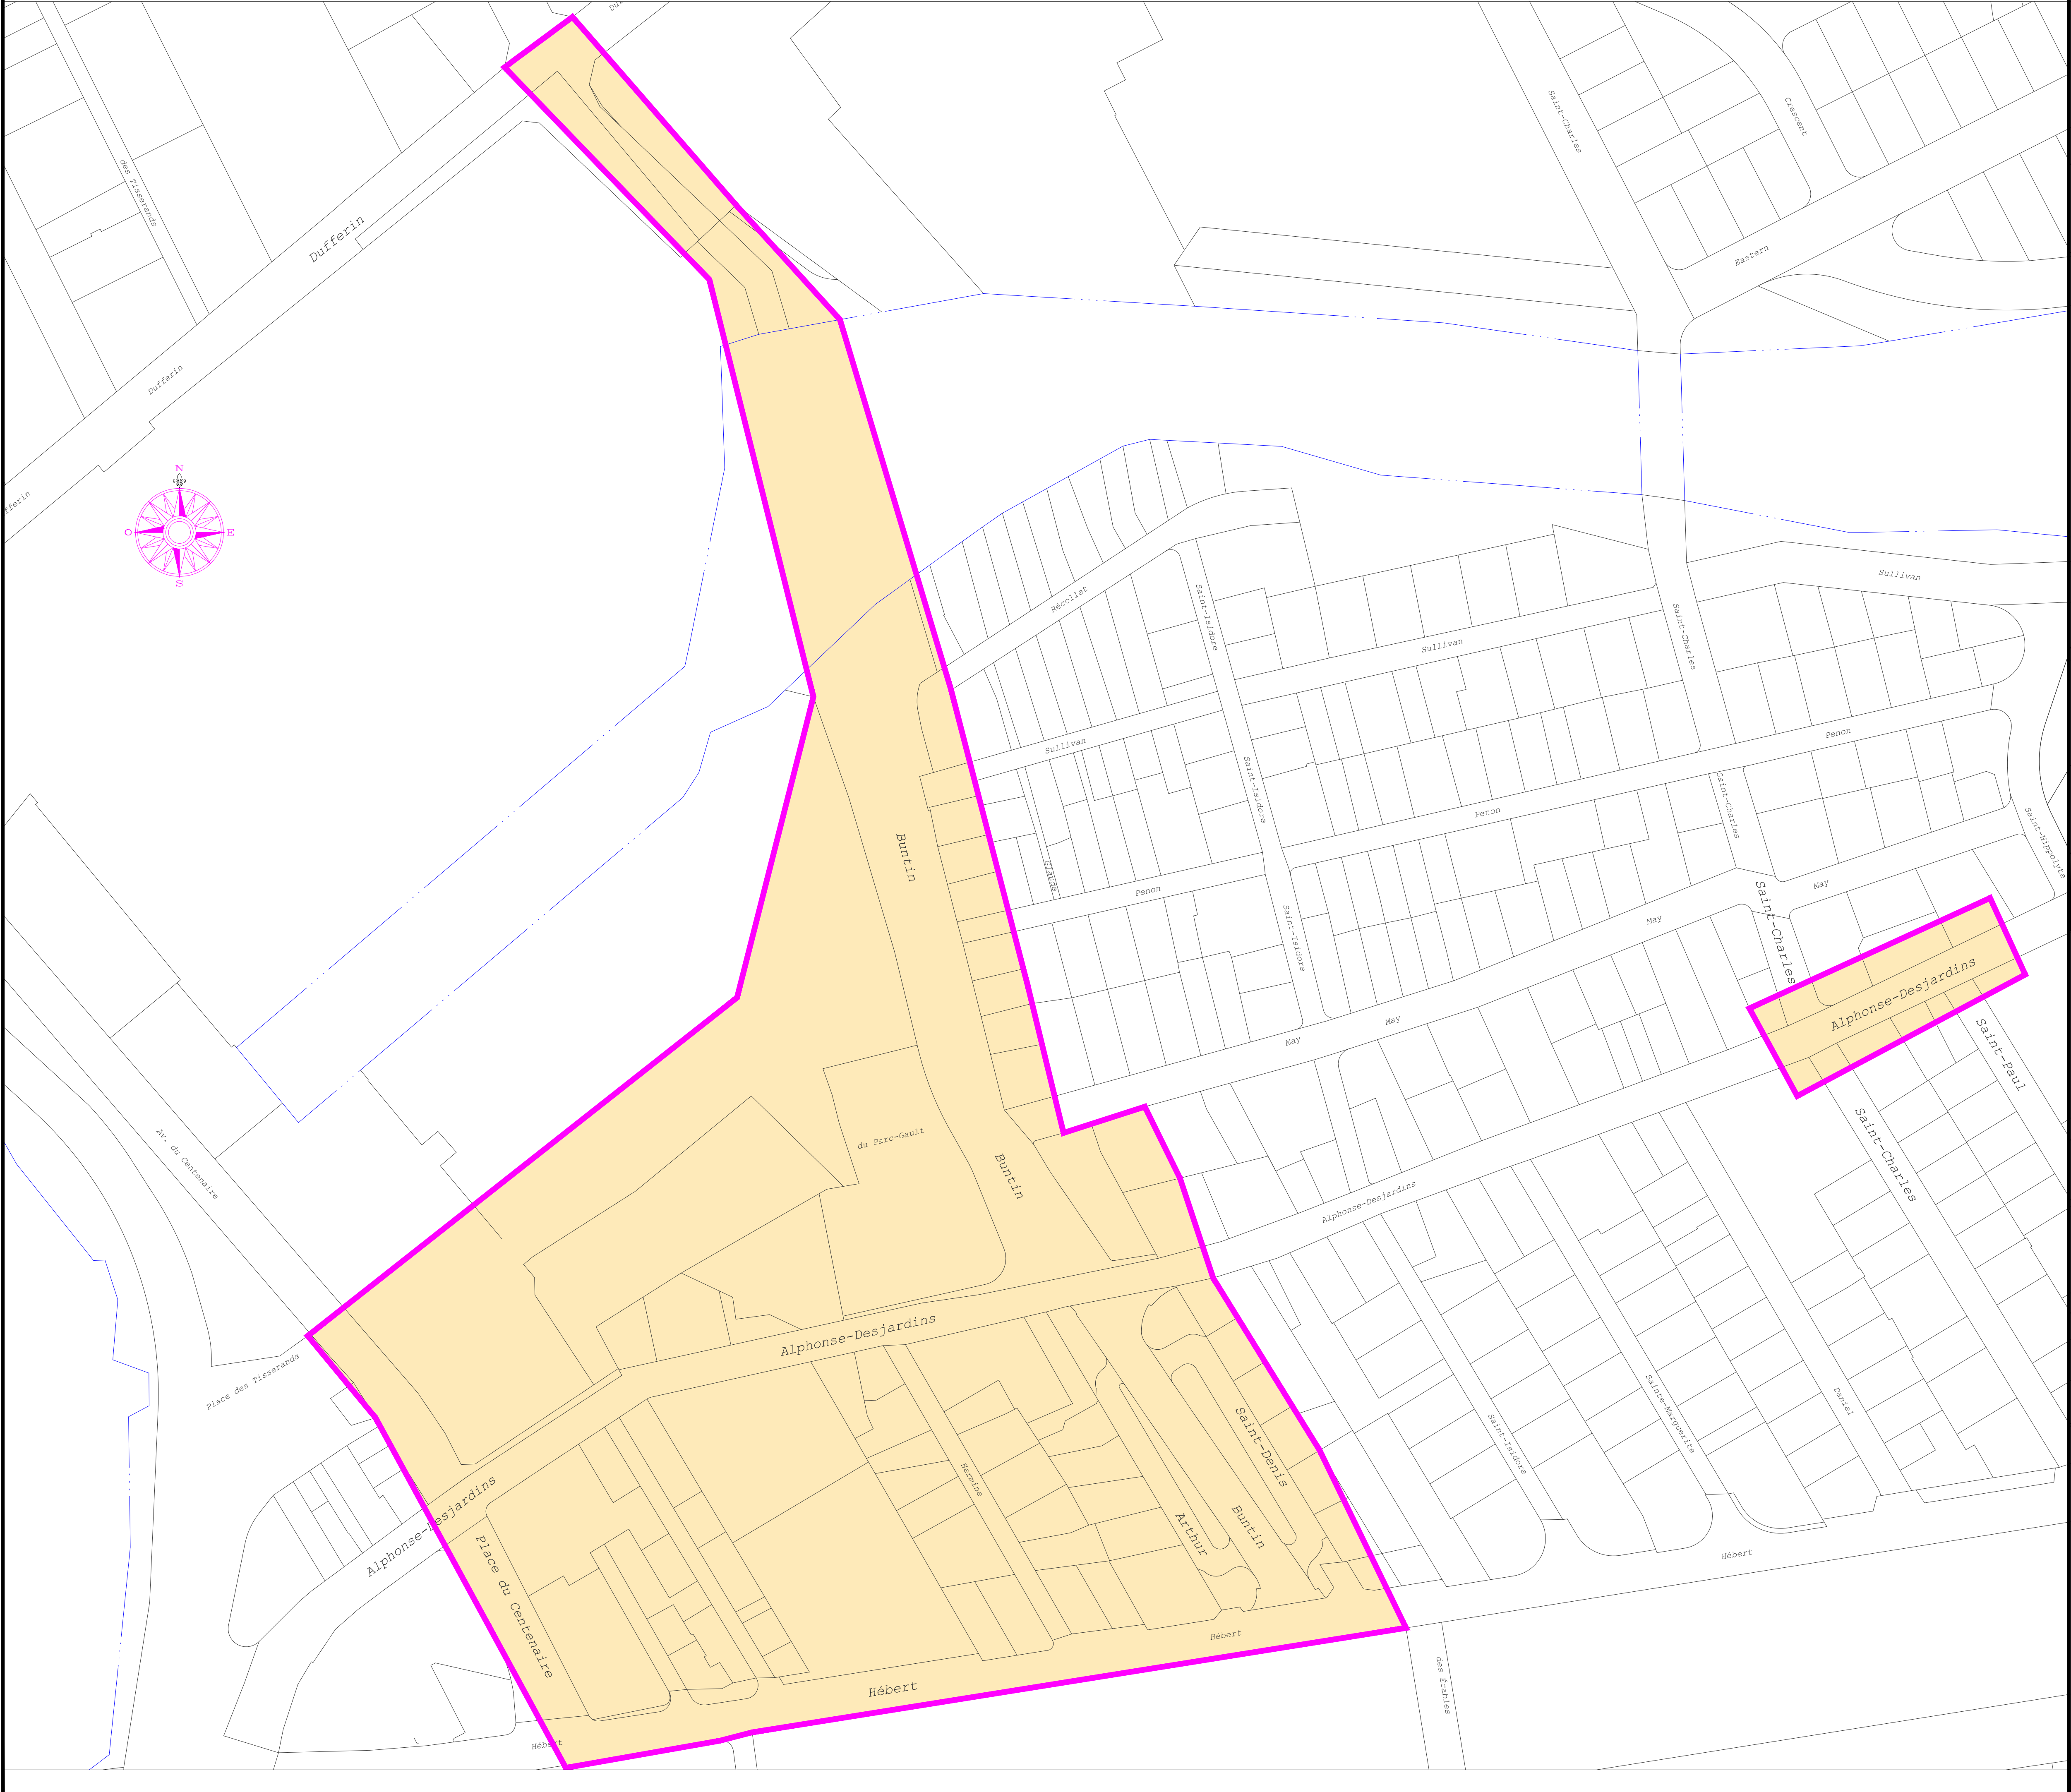 Saint-Charles
Crescent
des Tisserands
Dufferin
Eastern
Dufferin
N
O
E
S
Sullivan
Récollet
Saint-Isidore
Saint-Charles
Sullivan
Sullivan
Penon
Saint-Isidore
Saint-Charles
Penon
Saint-Hippolyte
Buntin
Glaude
Penon
May
Saint-Charles
May
Saint-Isidore
Alphonse-Desjardins
May
May
Saint-Paul
du Parc-Gault
Av. du Centenaire
Buntin
Saint-Charles
Alphonse-Desjardins
Alphonse-Desjardins
Place des Tisserands
Sainte-Marguerite
Daniel
Saint-Isidore
Saint-Denis
Hermine
Alphonse-Desjardins
Buntin
Arthur
Place du Centenaire
Hébert
Hébert
Hébert
des Érables
Hébert